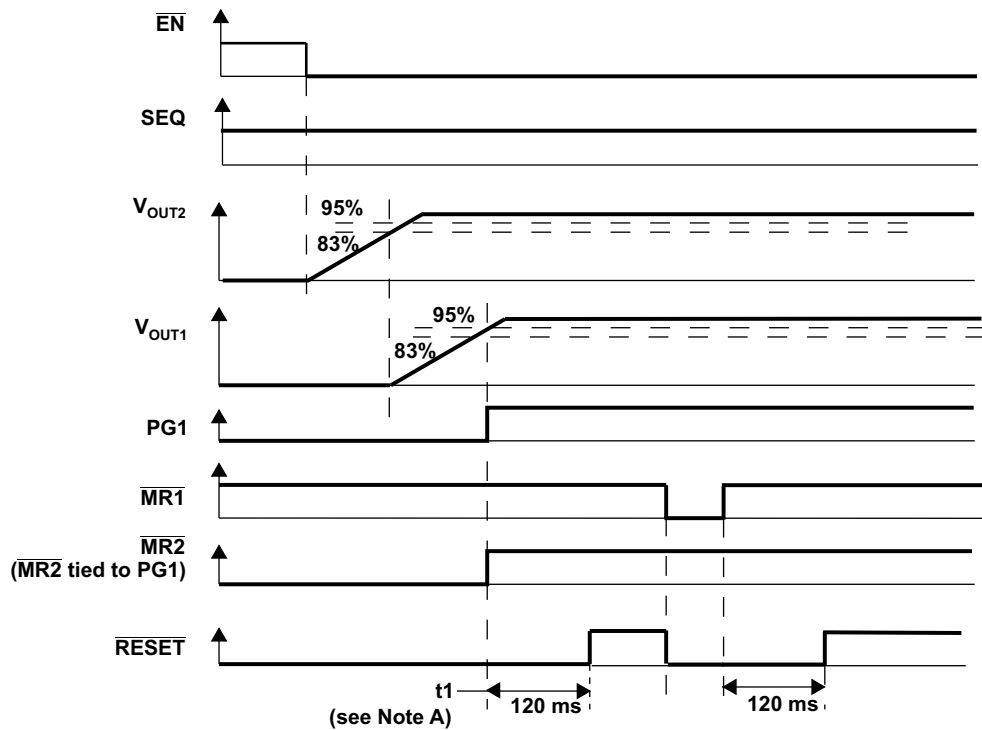 EN
SEQ
VOUT2
95%
83%
VOUT1
95%
83%
PG1
MR1
MR2
(MR2 tied to PG1)
RESET
t1
(see Note A)
120 ms
120 ms